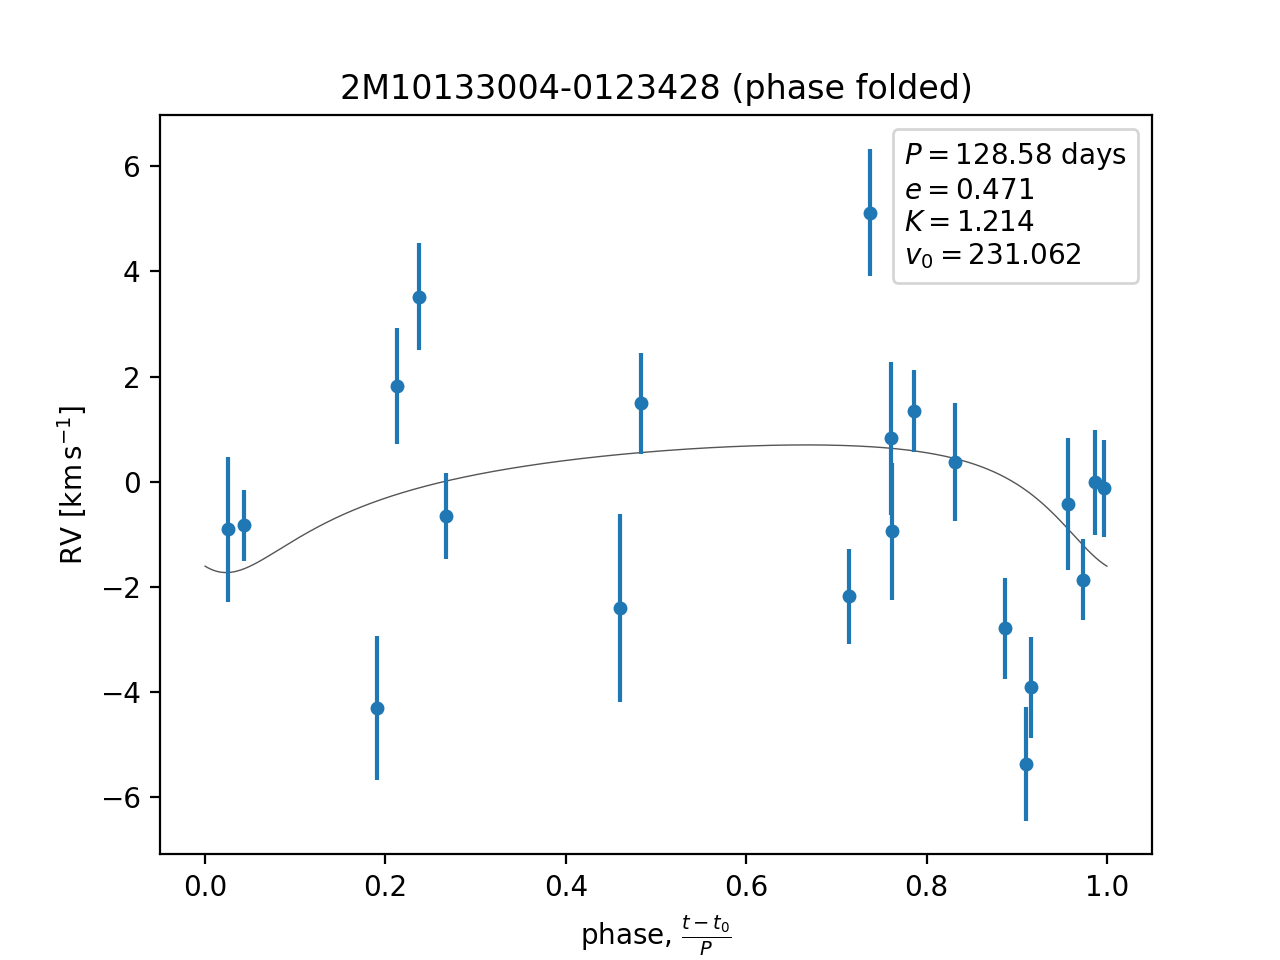 2M10133004-0123428 (phase folded)
P = 128.58 days
e = 0.471
K = 1.214
v₀ = 231.062
RV [km s⁻¹]
6
4
2
0
−2
−4
−6
0.0 0.2 0.4 0.6 0.8 1.0
phase, (t − t₀)/P